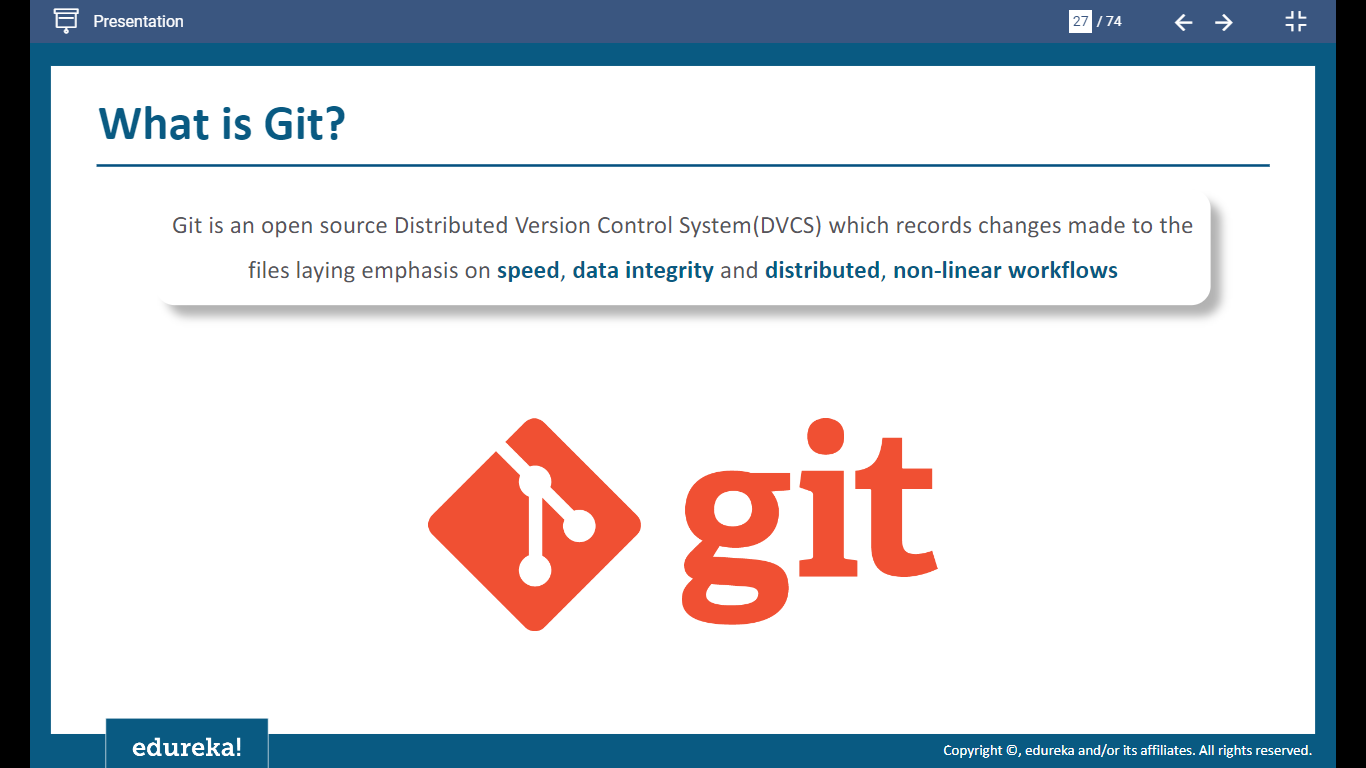 Presentation
27 / 74
What is Git?
Git is an open source Distributed Version Control System(DVCS) which records changes made to the
files laying emphasis on speed, data integrity and distributed, non-linear workflows
git
edureka!
Copyright ©, edureka and/or its affiliates. All rights reserved.